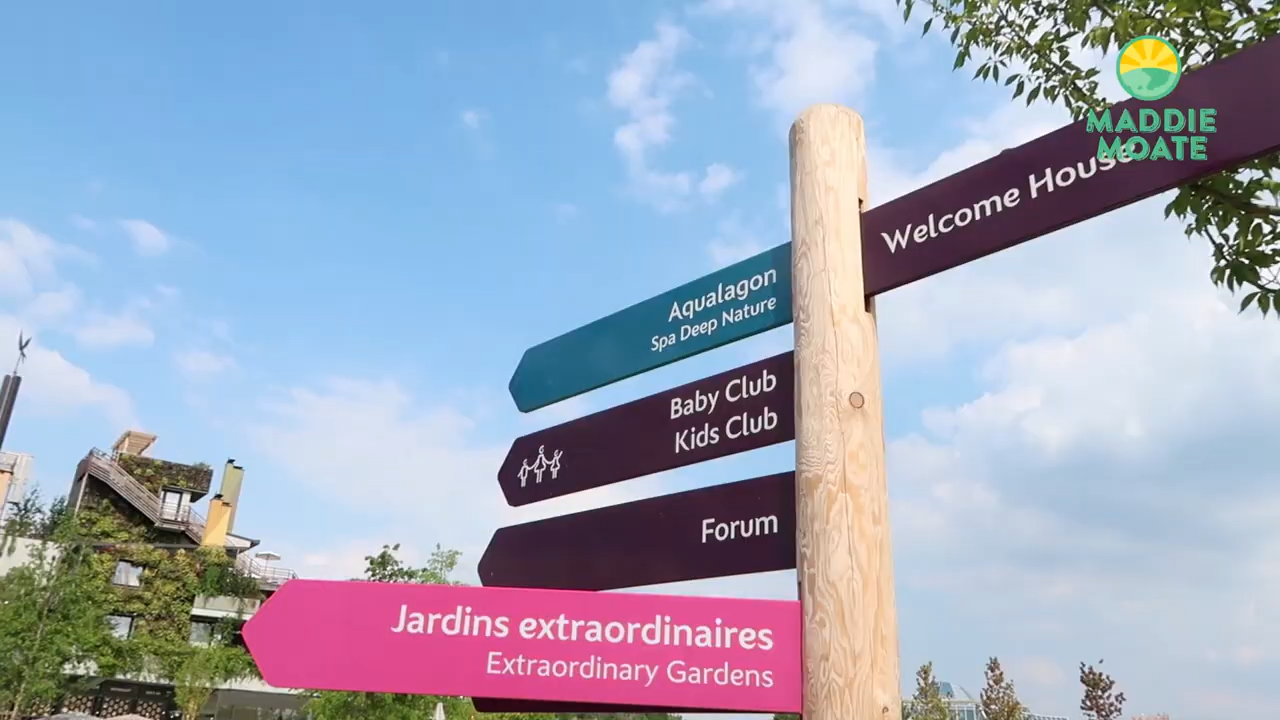 MADDIE
MOATE
Welcome House
Aqualagon
Spa Deep Nature
Baby Club
Kids Club
Forum
Jardins extraordinaires
Extraordinary Gardens